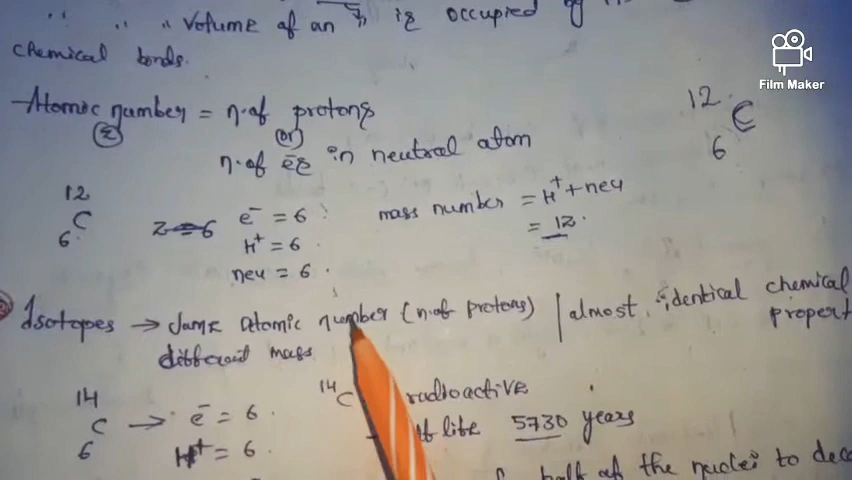 " " " volume of an is occupied
chemical bonds.
Film Maker
Atomic number = n.of protons
(Z) (or)
n.of e̅s in neutral atom
12
C
6
12
C
6
Z = 6
e⁻ = 6
H⁺ = 6
neu = 6
mass number = H⁺ + neu
= 12
Isotopes → Same Atomic number (n.of protons) | almost identical chemical
different mass
propert
14
C → e⁻ = 6
6
H⁺ = 6
¹⁴C radioactive
life 5730 years
half of the nuclei to deca